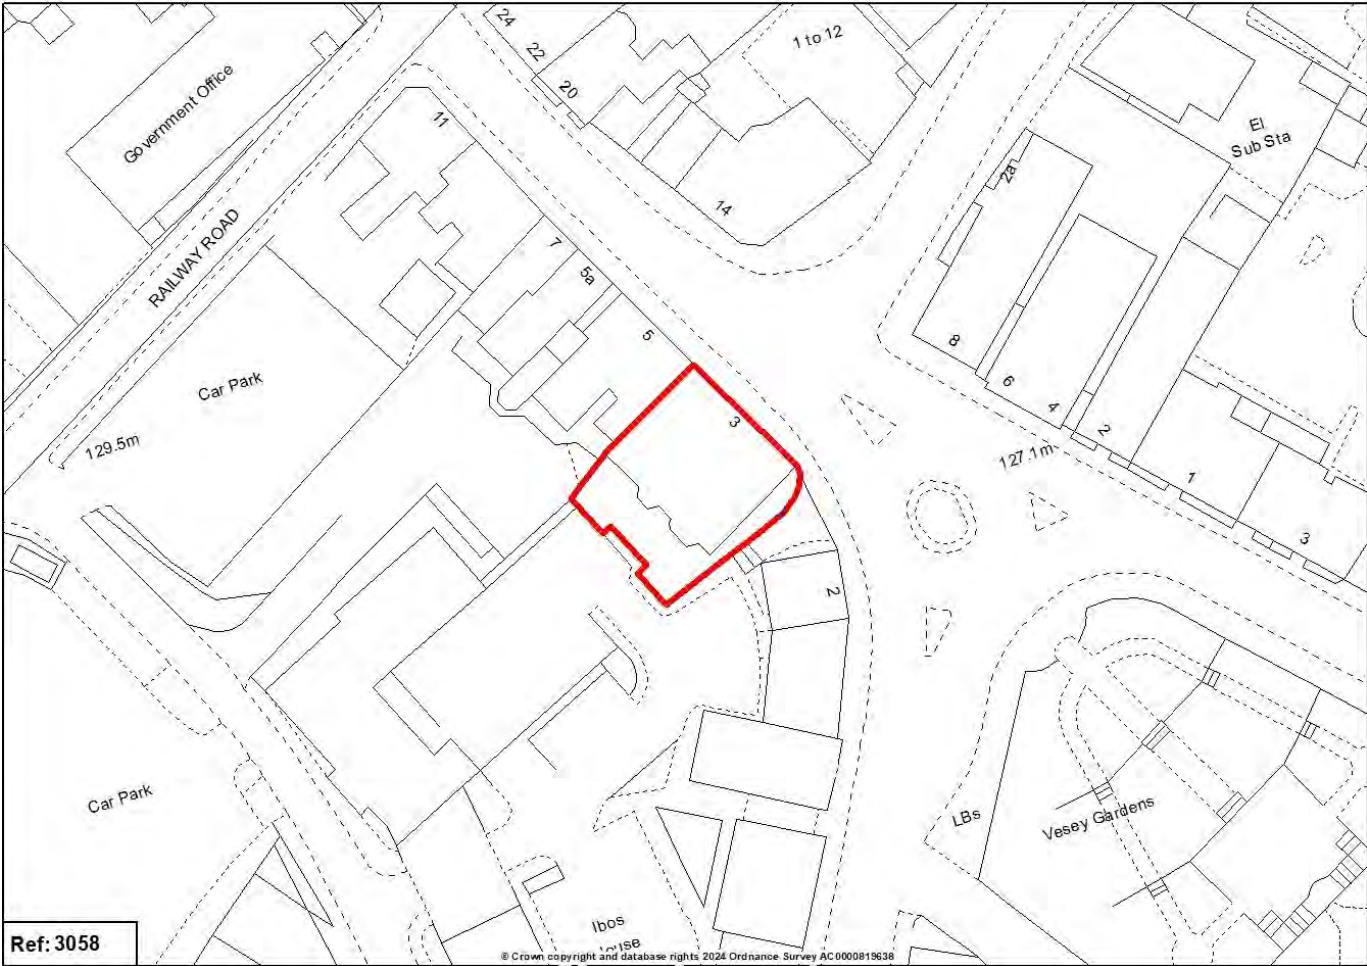 24
22
20
1 to 12
Government Office
11
El
Sub Sta
2a
14
RAILWAY ROAD
7
5a
5
8
6
4
2
Car Park
3
129.5m
127.1m
1
3
2
Car Park
LBs
Vesey Gardens
Ibos
Ref: 3058
© Crown copyright and database rights 2024 Ordnance Survey AC0000819638